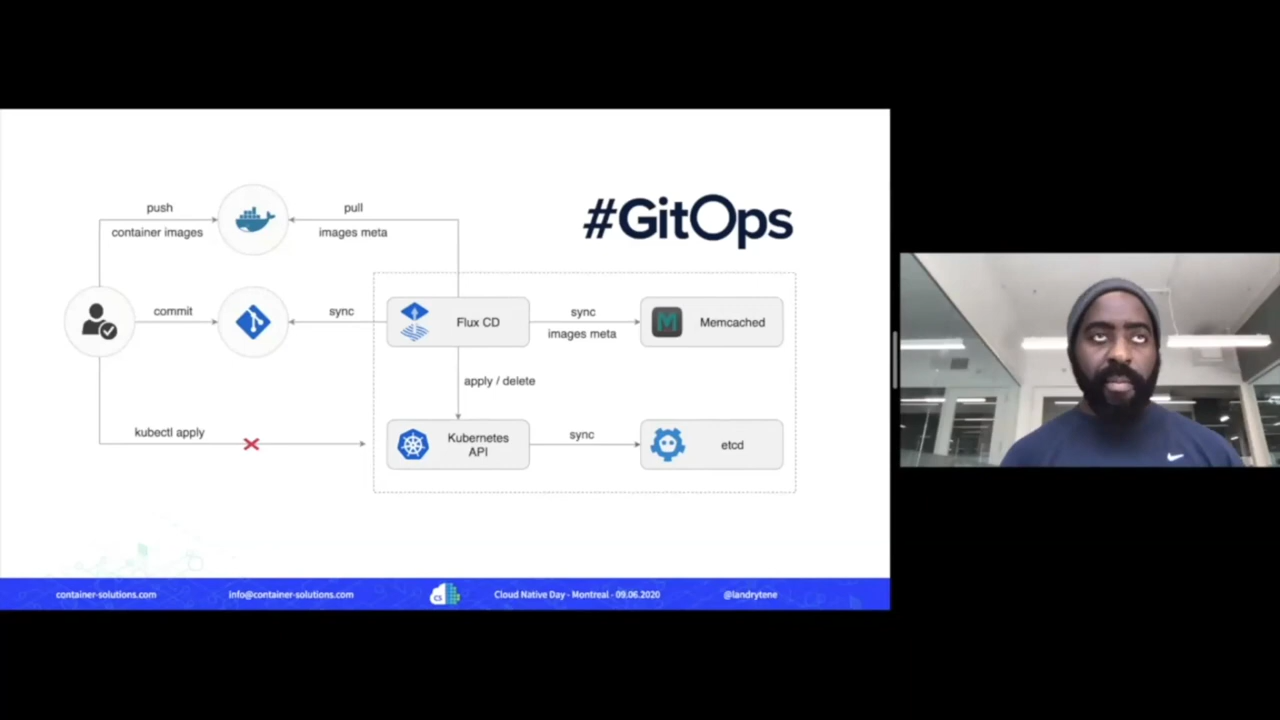 #GitOps
push
container images
pull
images meta
commit
sync
Flux CD
sync
images meta
Memcached
apply / delete
kubectl apply
Kubernetes
API
sync
etcd
container-solutions.com
info@container-solutions.com
CS
Cloud Native Day - Montreal - 09.06.2020
@landrytene